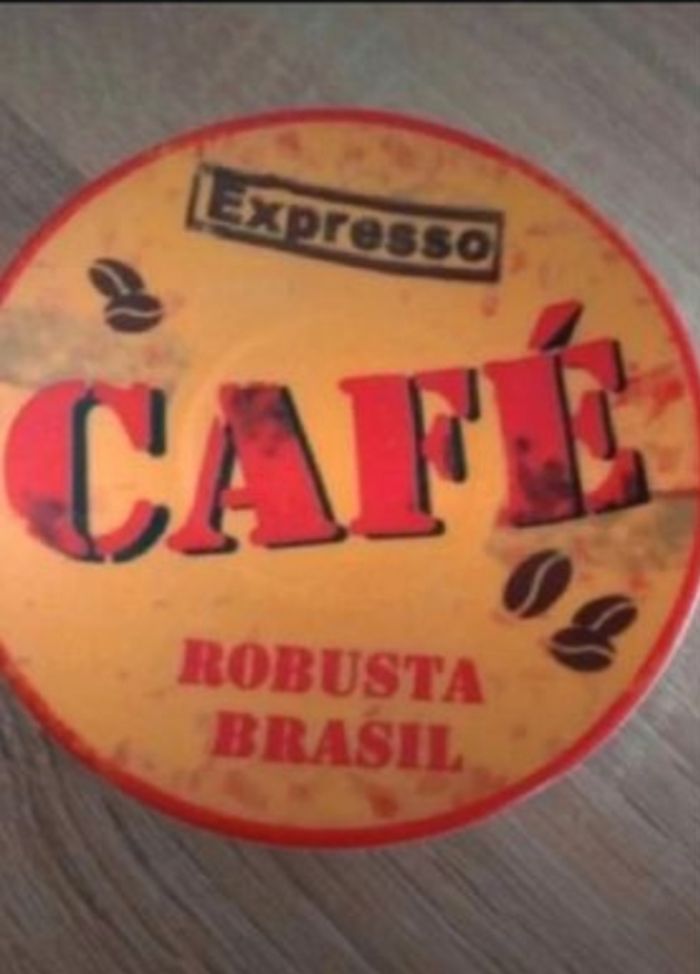 Expresso
CAFÉ
ROBUSTA
BRASIL